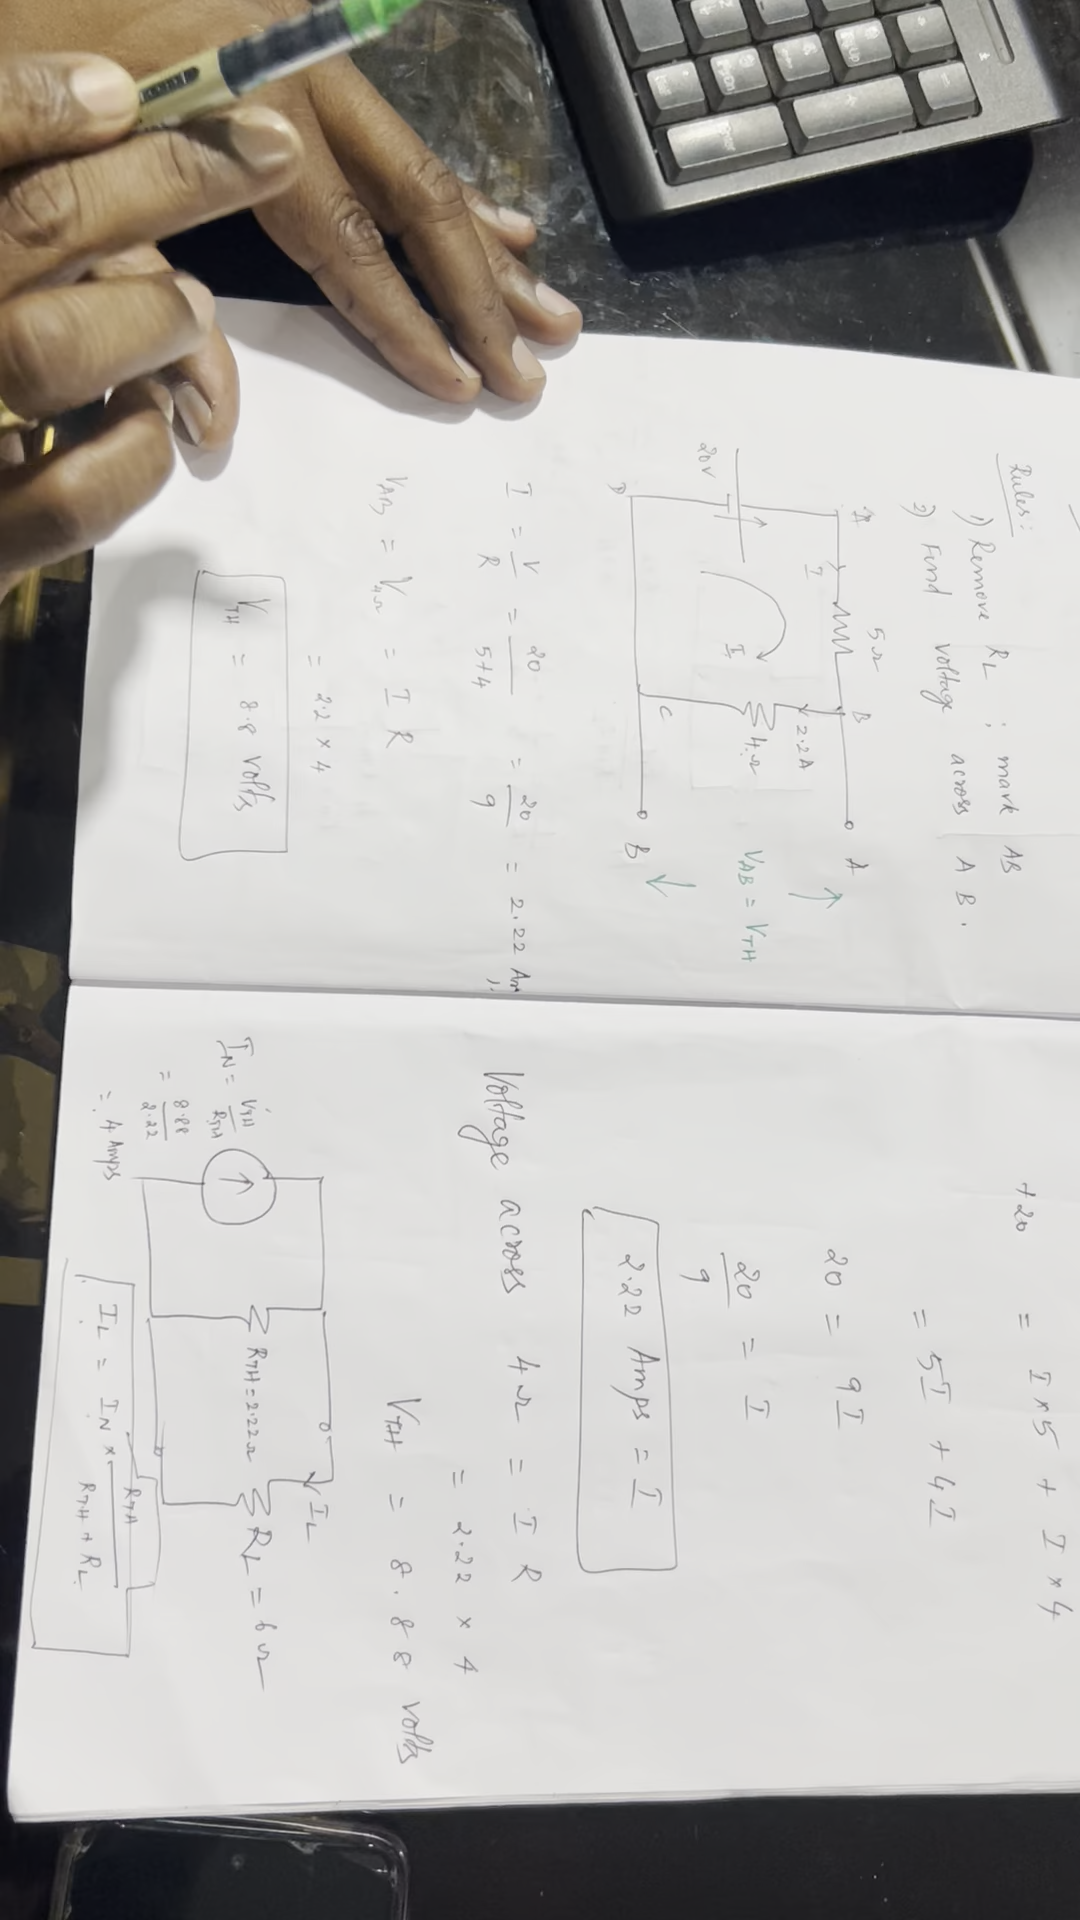 Rules:
1) Remove RL ; mark AB
2) Find voltage across AB.
A
5Ω
B
A
I
2.2A
20V
I
4Ω
VAB = VTH
D
C
B
I = V/R = 20/5+4 = 20/9 = 2.22 Am
VAB = V4Ω = I R
= 2.2 × 4
VTH = 8.8 volts
+20 = I×5 + I×4
= 5I + 4I
20 = 9I
20/9 = I
2.22 Amps = I
Voltage across 4Ω = I R
= 2.22 × 4
VTH = 8.88 volts
IL
IN = VTH/RTH
RTH = 2.22Ω
RL = 6Ω
= 8.88/2.22
= 4 Amps
IL = IN × RTH/RTH + RL